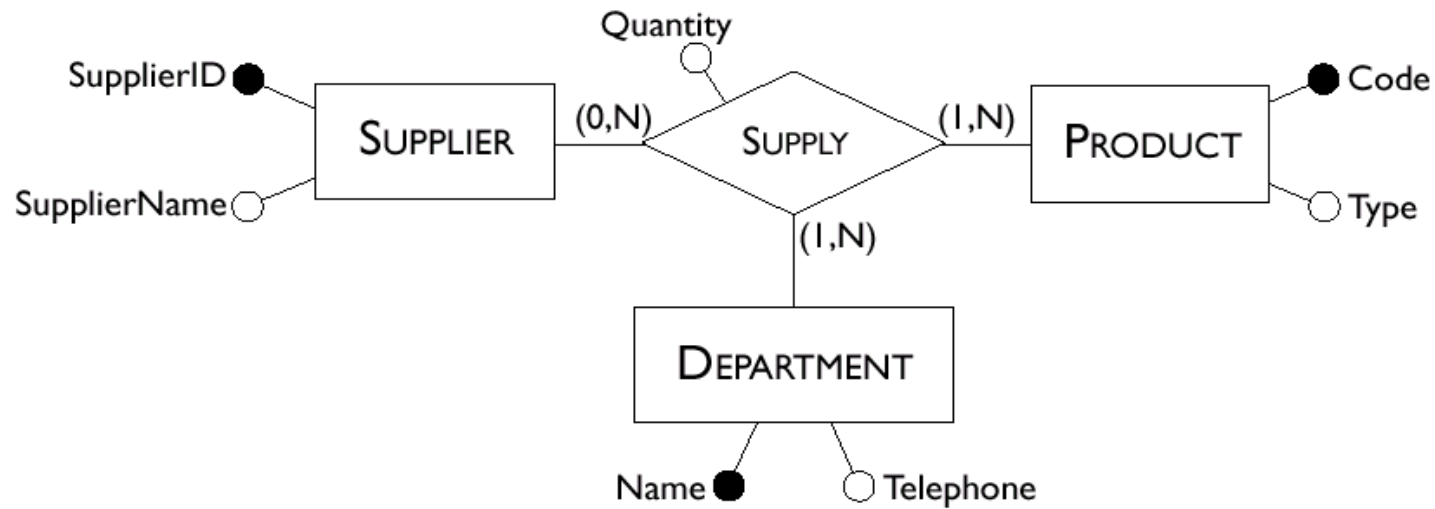 Quantity
SupplierID
Code
(0,N)
(1,N)
SUPPLIER
SUPPLY
PRODUCT
SupplierName
Type
(1,N)
DEPARTMENT
Name
Telephone